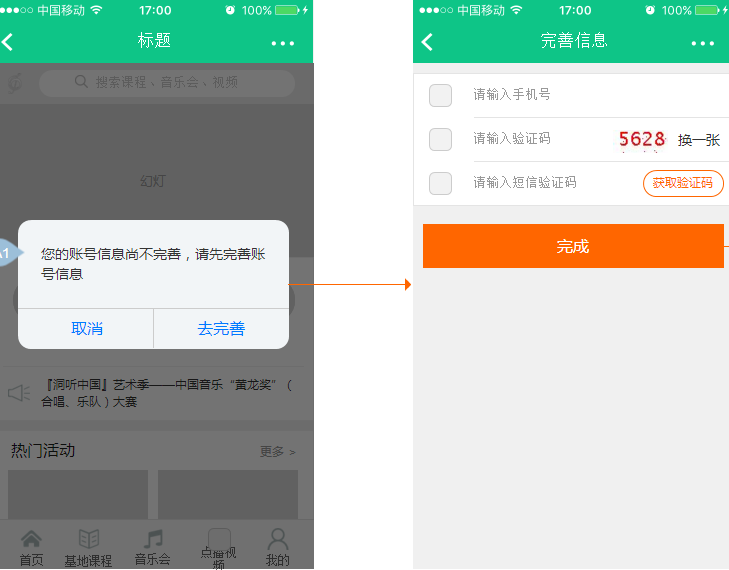 中国移动 17:00 100%
标题
搜索课程、音乐会、视频
幻灯
您的账号信息尚不完善，请先完善账
号信息
取消 去完善
『洞听中国』艺术季——中国音乐“黄龙奖”（
合唱、乐队）大赛
热门活动 更多 >
首页 基地课程 音乐会 点播视
频 我的
中国移动 17:00 100%
完善信息
请输入手机号
请输入验证码 5628 换一张
请输入短信验证码 获取验证码
完成